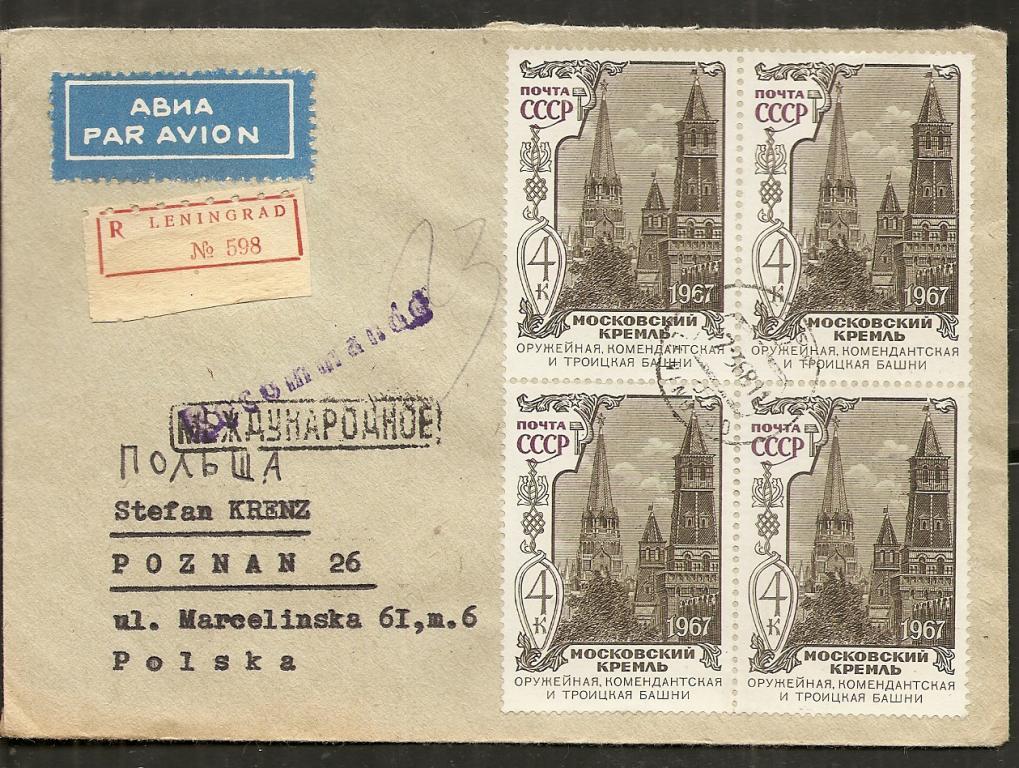 АВИА
PAR AVION
R LENINGRAD
№ 598
МЕЖДУНАРОДНОЕ
ПОЛЬША
Stefan KRENZ
POZNAN 26
ul. Marcelinska 6I,m.6
Polska
ПОЧТА
СССР
4
К
1967
МОСКОВСКИЙ
КРЕМЛЬ
ОРУЖЕЙНАЯ, КОМЕНДАНТСКАЯ
И ТРОИЦКАЯ БАШНИ
ПОЧТА
СССР
4
К
1967
МОСКОВСКИЙ
КРЕМЛЬ
ОРУЖЕЙНАЯ, КОМЕНДАНТСКАЯ
И ТРОИЦКАЯ БАШНИ
ПОЧТА
СССР
4
К
1967
МОСКОВСКИЙ
КРЕМЛЬ
ОРУЖЕЙНАЯ, КОМЕНДАНТСКАЯ
И ТРОИЦКАЯ БАШНИ
ПОЧТА
СССР
4
К
1967
МОСКОВСКИЙ
КРЕМЛЬ
ОРУЖЕЙНАЯ, КОМЕНДАНТСКАЯ
И ТРОИЦКАЯ БАШНИ